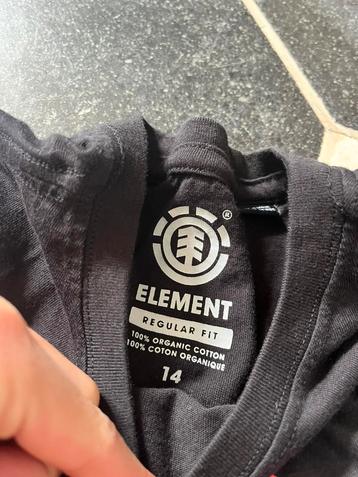 ®
ELEMENT
REGULAR FIT
100% ORGANIC COTTON
100% COTON ORGANIQUE
14